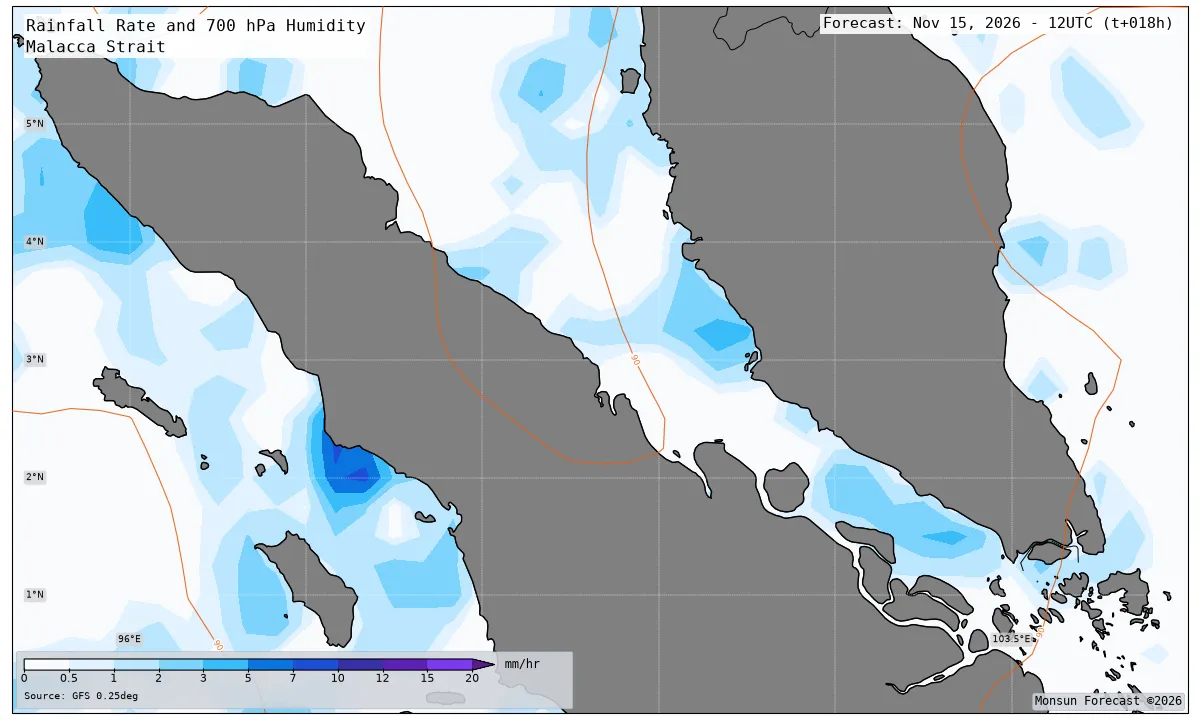 Rainfall Rate and 700 hPa Humidity
Malacca Strait
Forecast: Nov 15, 2026 - 12UTC (t+018h)
5°N
4°N
3°N
2°N
1°N
90
90
90
96°E
103.5°E
0 0.5 1 2 3 5 7 10 12 15 20
mm/hr
Source: GFS 0.25deg
Monsun Forecast ©2026